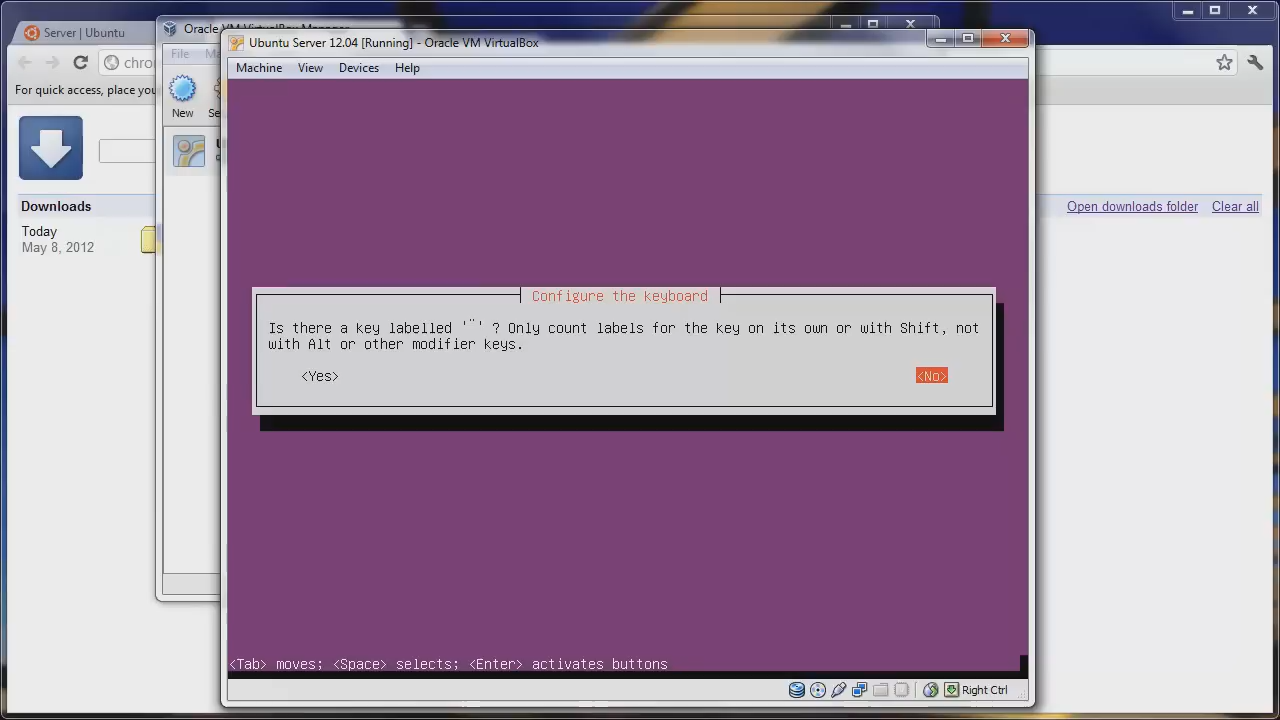 Server | Ubuntu
Oracle VM VirtualBox Manager
Ubuntu Server 12.04 [Running] - Oracle VM VirtualBox
File
Machine View Devices Help
For quick access, place you
New
Downloads
Open downloads folder Clear all
Today
May 8, 2012
Configure the keyboard
Is there a key labelled '¨' ? Only count labels for the key on its own or with Shift, not
with Alt or other modifier keys.
<Yes> <No>
<Tab> moves; <Space> selects; <Enter> activates buttons
Right Ctrl